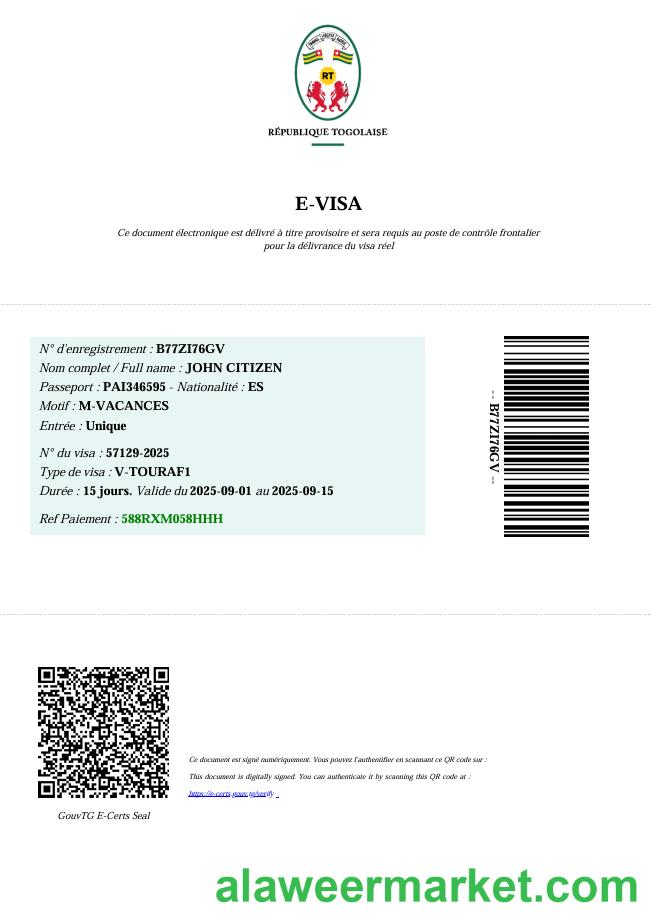 TRAVAIL LIBERTÉ PATRIE
RT
RÉPUBLIQUE TOGOLAISE
E-VISA
Ce document électronique est délivré à titre provisoire et sera requis au poste de contrôle frontalier
pour la délivrance du visa réel
N° d'enregistrement : B77ZI76GV
Nom complet / Full name : JOHN CITIZEN
Passeport : PAI346595 - Nationalité : ES
Motif : M-VACANCES
Entrée : Unique
N° du visa : 57129-2025
Type de visa : V-TOURAF1
Durée : 15 jours. Valide du 2025-09-01 au 2025-09-15
Ref Paiement : 588RXM058HHH
-- B77ZI76GV --
Ce document est signé numériquement. Vous pouvez l'authentifier en scannant ce QR code sur :
This document is digitally signed. You can authenticate it by scanning this QR code at :
https://e-certs.gouv.tg/verify
GouvTG E-Certs Seal
alaweermarket.com